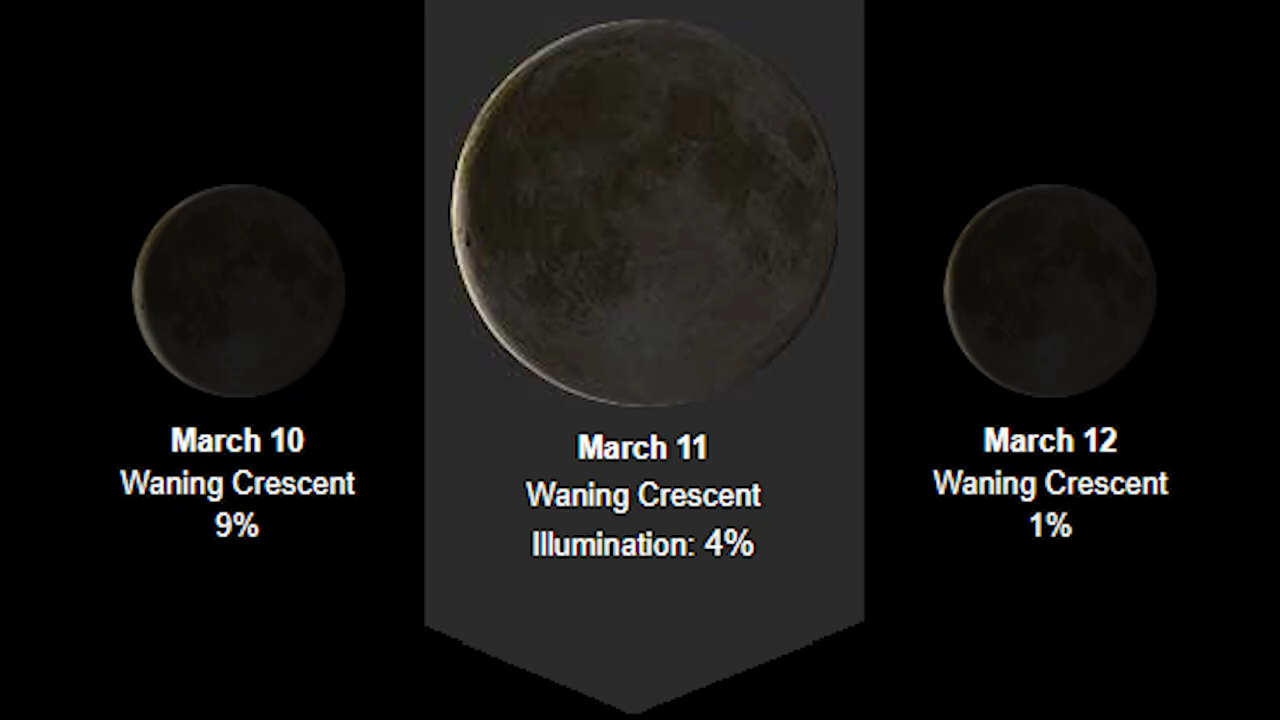 March 10
Waning Crescent
9%
March 11
Waning Crescent
Illumination: 4%
March 12
Waning Crescent
1%